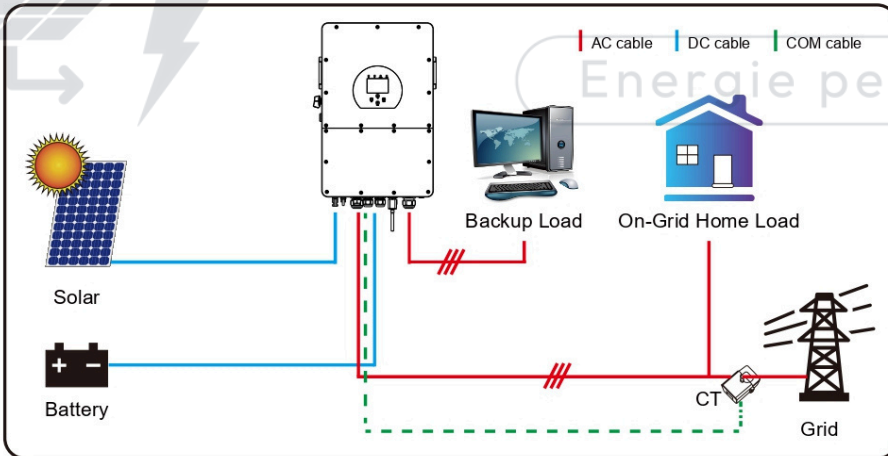 AC cable DC cable COM cable
Energie pe
Backup Load On-Grid Home Load
Solar
Battery
CT
Grid